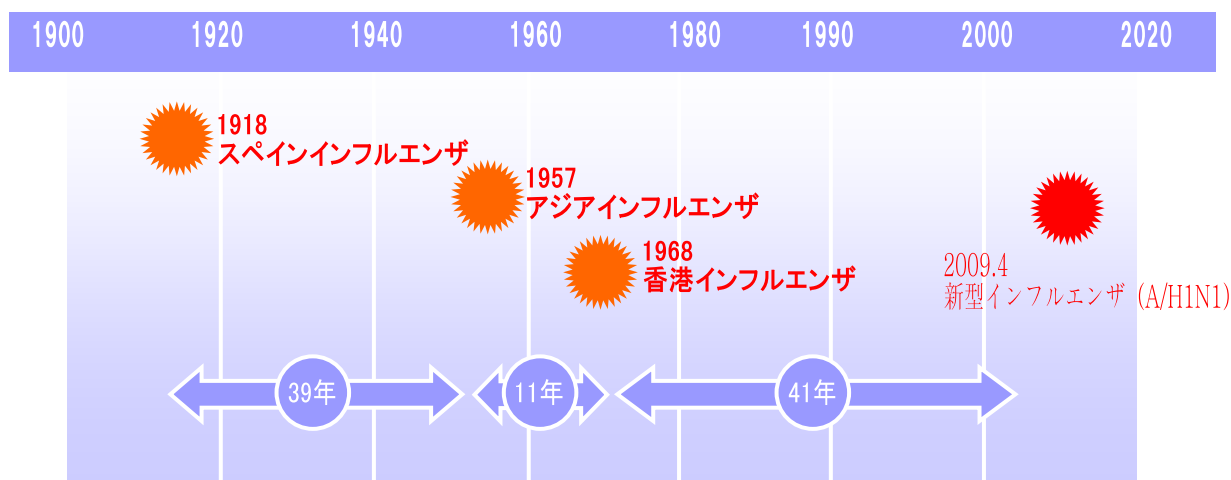 1900 1920 1940 1960 1980 1990 2000 2020
1918
スペインインフルエンザ
1957
アジアインフルエンザ
1968
香港インフルエンザ
2009.4
新型インフルエンザ (A/H1N1)
39年 11年 41年